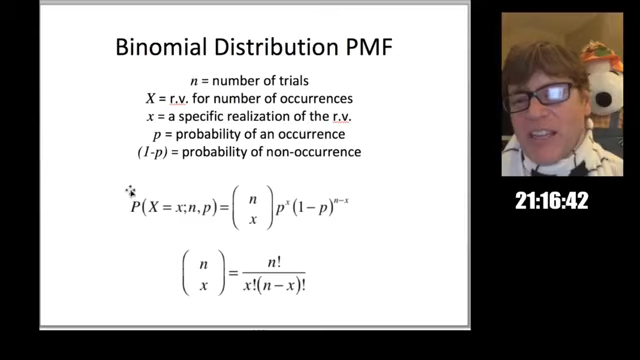 Binomial Distribution PMF
n = number of trials
X = r.v. for number of occurrences
x = a specific realization of the r.v.
p = probability of an occurrence
(1-p) = probability of non-occurrence
P(X = x; n, p) = ( n x ) p^x (1 − p)^{n−x}
( n x ) = n! / x!(n − x)!
21:16:42